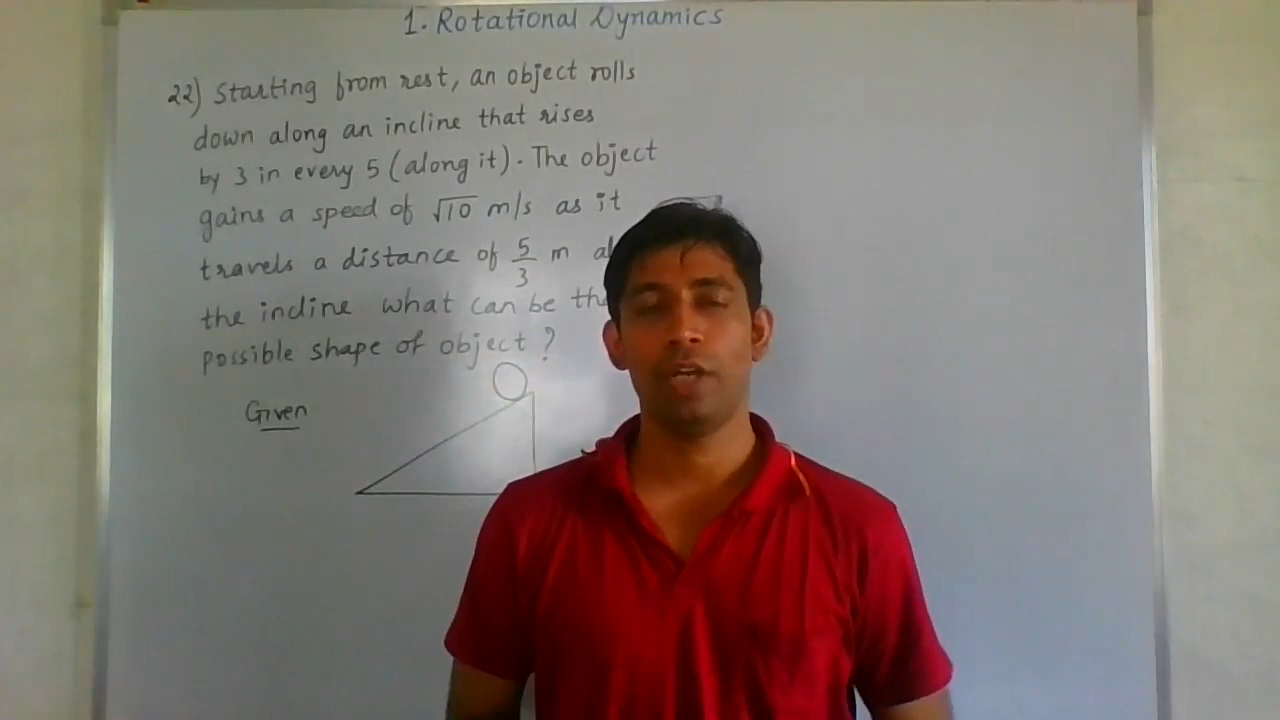 1. Rotational Dynamics
22) Starting from rest, an object rolls
down along an incline that rises
by 3 in every 5 (along it). The object
gains a speed of √10 m/s as it
travels a distance of 5/3 m
the incline what can be
possible shape of object?
Given